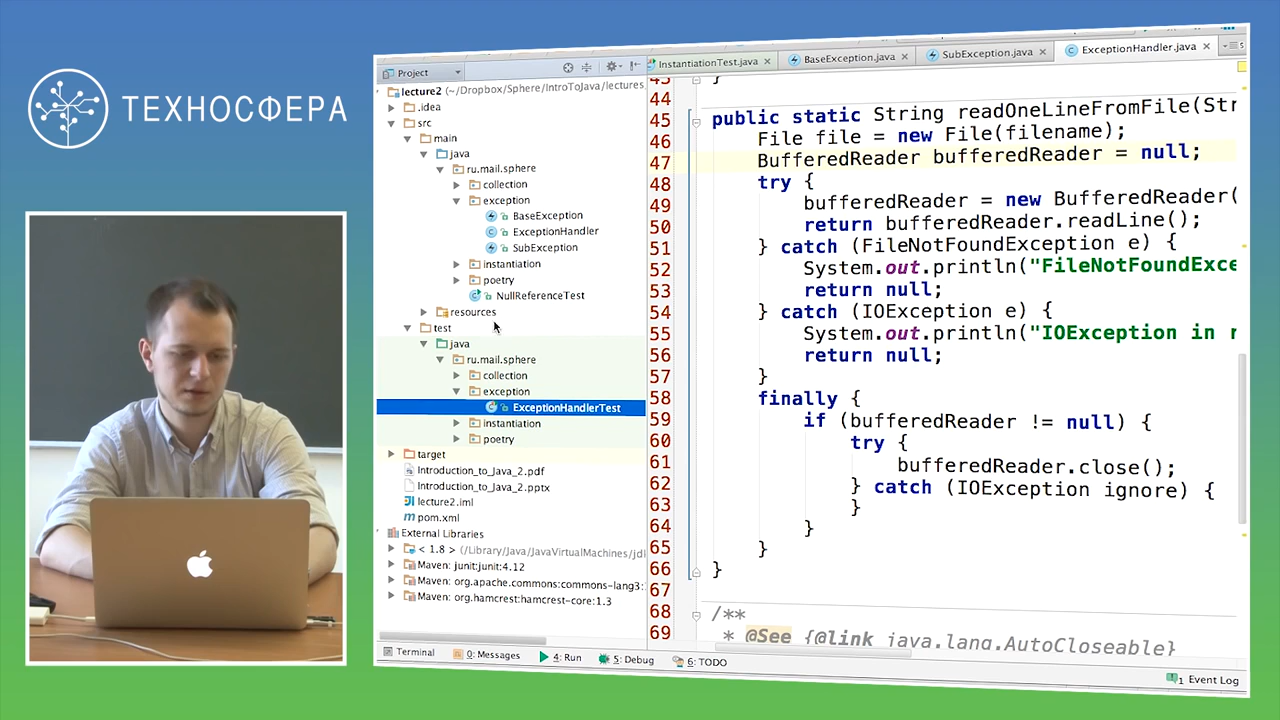 ТЕХНОСФЕРА
Project
lecture2 (~/Dropbox/Sphere/IntroToJava/lectures
.idea
src
main
java
ru.mail.sphere
collection
exception
BaseException
ExceptionHandler
SubException
instantiation
poetry
NullReferenceTest
resources
test
java
ru.mail.sphere
collection
exception
ExceptionHandlerTest
instantiation
poetry
target
Introduction_to_Java_2.pdf
Introduction_to_Java_2.pptx
lecture2.iml
pom.xml
External Libraries
< 1.8 > (/Library/Java/JavaVirtualMachines/jd
Maven: junit:junit:4.12
Maven: org.apache.commons:commons-lang3:
Maven: org.hamcrest:hamcrest-core:1.3
InstantiationTest.java BaseException.java SubException.java ExceptionHandler.java
44
45 public static String readOneLineFromFile(Str
46 File file = new File(filename);
47 BufferedReader bufferedReader = null;
48 try {
49 bufferedReader = new BufferedReader(
50 return bufferedReader.readLine();
51 } catch (FileNotFoundException e) {
52 System.out.println("FileNotFoundExce
53 return null;
54 } catch (IOException e) {
55 System.out.println("IOException in r
56 return null;
57 }
58 finally {
59 if (bufferedReader != null) {
60 try {
61 bufferedReader.close();
62 } catch (IOException ignore) {
63 }
64 }
65 }
66 }
67
68 /**
69 * @See {@link java.lang.AutoCloseable}
Terminal 0: Messages 4: Run 5: Debug 6: TODO
1 Event Log